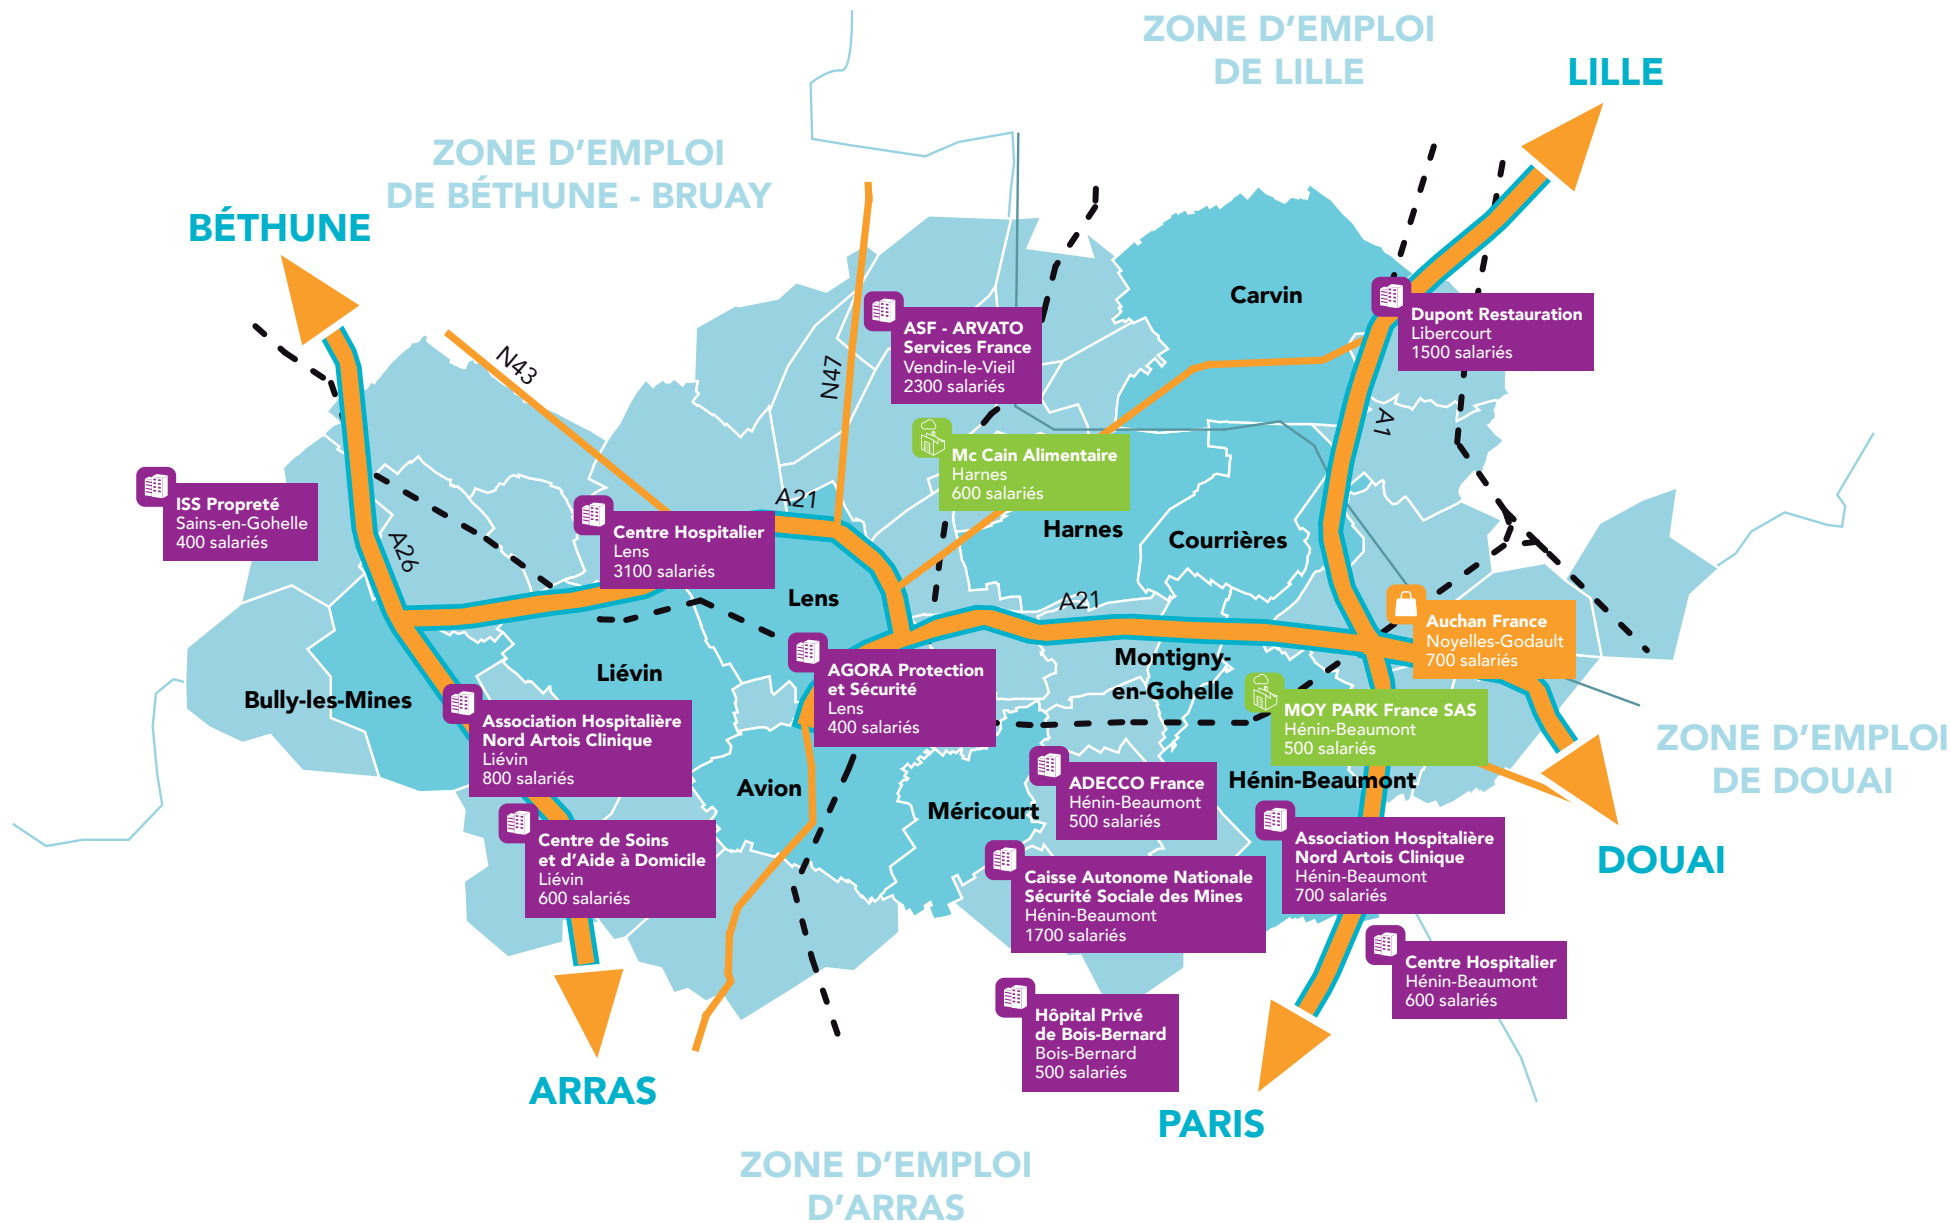 ZONE D'EMPLOI
DE LILLE
LILLE
ZONE D'EMPLOI
DE BÉTHUNE - BRUAY
BÉTHUNE
Carvin
Dupont Restauration
Libercourt
1500 salariés
ASF - ARVATO
Services France
Vendin-le-Vieil
2300 salariés
N43
N47
A1
Mc Cain Alimentaire
Harnes
600 salariés
ISS Propreté
Sains-en-Gohelle
400 salariés
A21
A26
Centre Hospitalier
Lens
3100 salariés
Harnes
Courrières
Lens
A21
Auchan France
Noyelles-Godault
700 salariés
Liévin
AGORA Protection
et Sécurité
Lens
400 salariés
Montigny-
en-Gohelle
Bully-les-Mines
Association Hospitalière
Nord Artois Clinique
Liévin
800 salariés
MOY PARK France SAS
Hénin-Beaumont
500 salariés
ZONE D'EMPLOI
DE DOUAI
Avion
Méricourt
ADECCO France
Hénin-Beaumont
500 salariés
Hénin-Beaumont
Centre de Soins
et d'Aide à Domicile
Liévin
600 salariés
Association Hospitalière
Nord Artois Clinique
Hénin-Beaumont
700 salariés
DOUAI
Caisse Autonome Nationale
Sécurité Sociale des Mines
Hénin-Beaumont
1700 salariés
Centre Hospitalier
Hénin-Beaumont
600 salariés
Hôpital Privé
de Bois-Bernard
Bois-Bernard
500 salariés
ARRAS
PARIS
ZONE D'EMPLOI
D'ARRAS